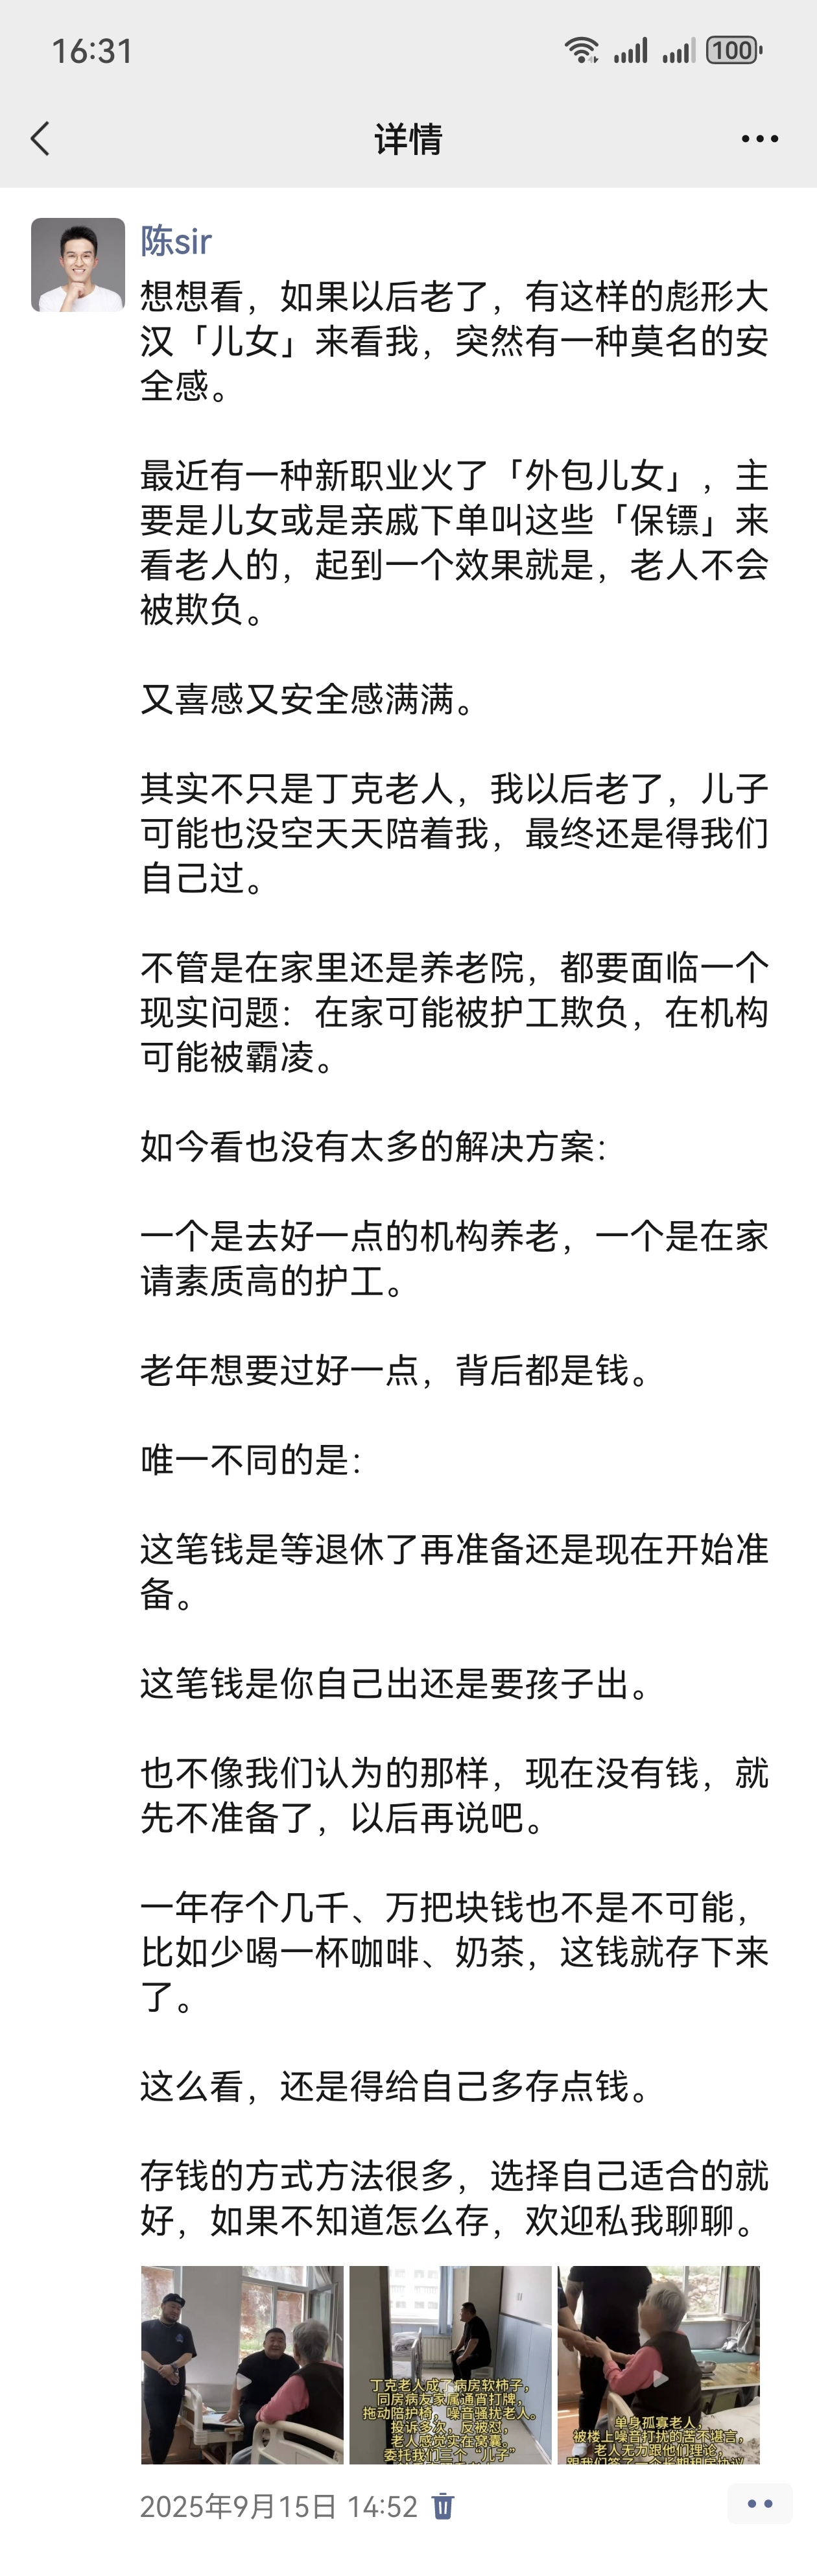 16:31
100
详情
陈sir
想想看，如果以后老了，有这样的彪形大
汉「儿女」来看我，突然有一种莫名的安
全感。
最近有一种新职业火了「外包儿女」，主
要是儿女或是亲戚下单叫这些「保镖」来
看老人的，起到一个效果就是，老人不会
被欺负。
又喜感又安全感满满。
其实不只是丁克老人，我以后老了，儿子
可能也没空天天陪着我，最终还是得我们
自己过。
不管是在家里还是养老院，都要面临一个
现实问题：在家可能被护工欺负，在机构
可能被霸凌。
如今看也没有太多的解决方案：
一个是去好一点的机构养老，一个是在家
请素质高的护工。
老年想要过好一点，背后都是钱。
唯一不同的是：
这笔钱是等退休了再准备还是现在开始准
备。
这笔钱是你自己出还是要孩子出。
也不像我们认为的那样，现在没有钱，就
先不准备了，以后再说吧。
一年存个几千、万把块钱也不是不可能，
比如少喝一杯咖啡、奶茶，这钱就存下来
了。
这么看，还是得给自己多存点钱。
存钱的方式方法很多，选择自己适合的就
好，如果不知道怎么存，欢迎私我聊聊。
丁克老人成了病房软柿子，
同房病友家属通宵打牌，
拖动陪护椅，噪音骚扰老人。
投诉多次，反被怼，
老人感觉实在窝囊。
委托我们三个“儿子”
单身孤寡老人，
被楼上噪音打扰的苦不堪言，
老人无力跟他们理论，
跟我们签了一个长期租房协议
2025年9月15日 14:52